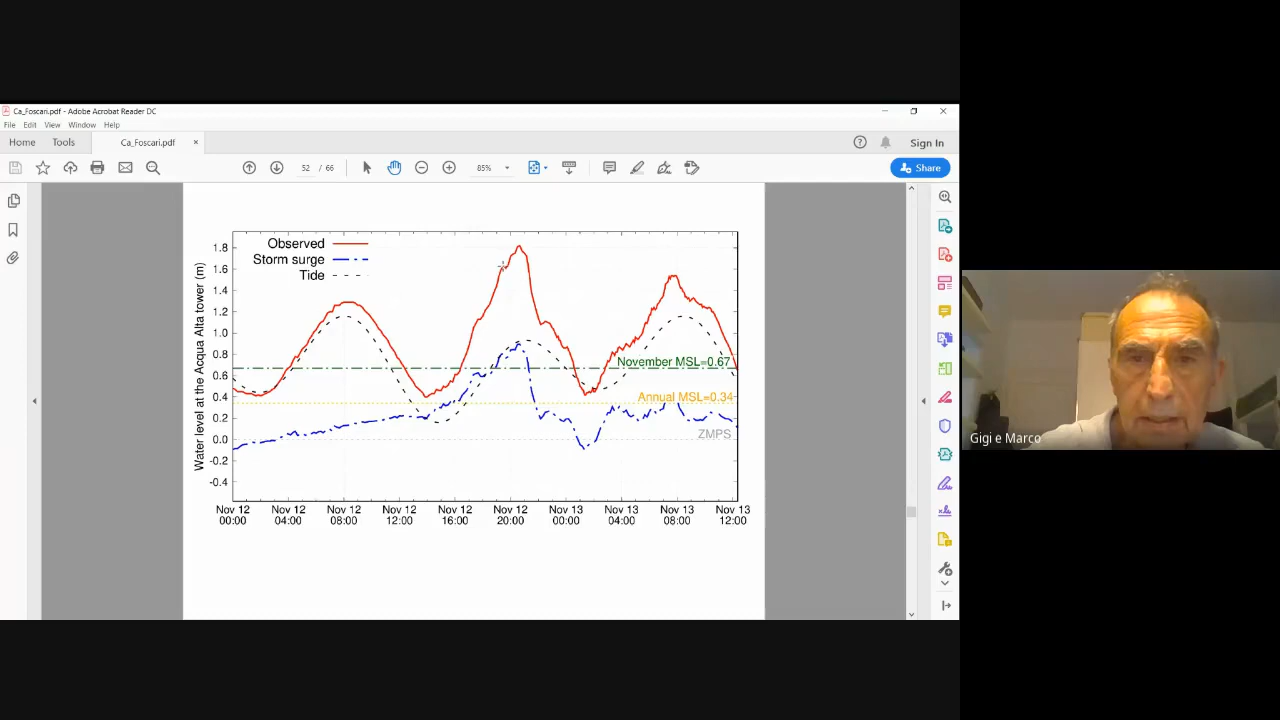 Ca_Foscari.pdf - Adobe Acrobat Reader DC
File Edit View Window Help
Home Tools Ca_Foscari.pdf × Sign In
52 / 66 85% Share
Water level at the Acqua Alta tower (m)
Observed
Storm surge
Tide
1.8
1.6
1.4
1.2
1.0
0.8
0.6
0.4
0.2
0.0
-0.2
-0.4
November MSL=0.67
Annual MSL=0.34
ZMPS
Nov 12 Nov 12 Nov 12 Nov 12 Nov 12 Nov 12 Nov 13 Nov 13 Nov 13 Nov 13
00:00 04:00 08:00 12:00 16:00 20:00 00:00 04:00 08:00 12:00
Gigi e Marco